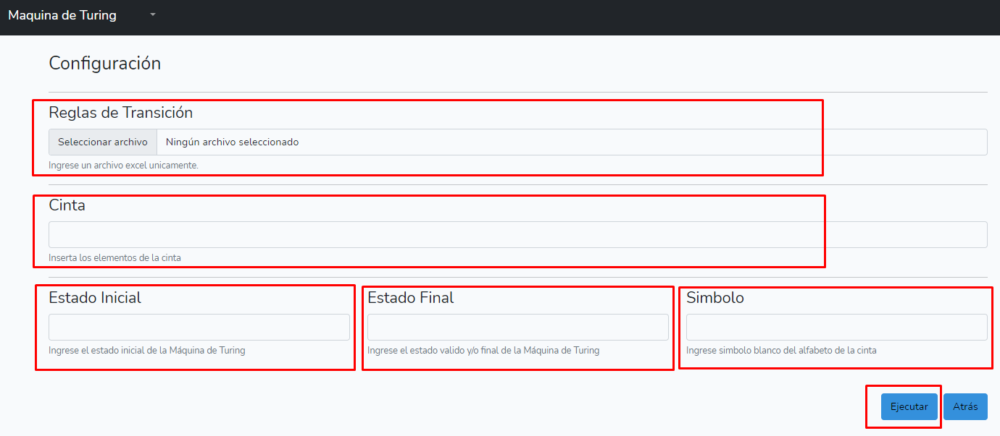 Maquina de Turing
Configuración
Reglas de Transición
Seleccionar archivo Ningún archivo seleccionado
Ingrese un archivo excel unicamente.
Cinta
Inserta los elementos de la cinta
Estado Inicial Estado Final Simbolo
Ingrese el estado inicial de la Máquina de Turing Ingrese el estado valido y/o final de la Máquina de Turing Ingrese simbolo blanco del alfabeto de la cinta
Ejecutar Atrás